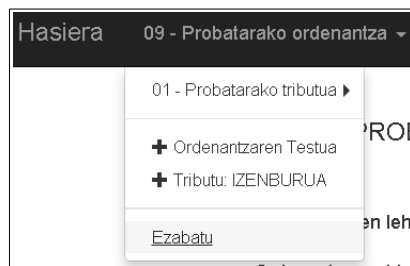 Hasiera 09 - Probatarako ordenantza
01 - Probatarako tributua
Ordenantzaren Testua
Tributu: IZENBURUA
Ezabatu